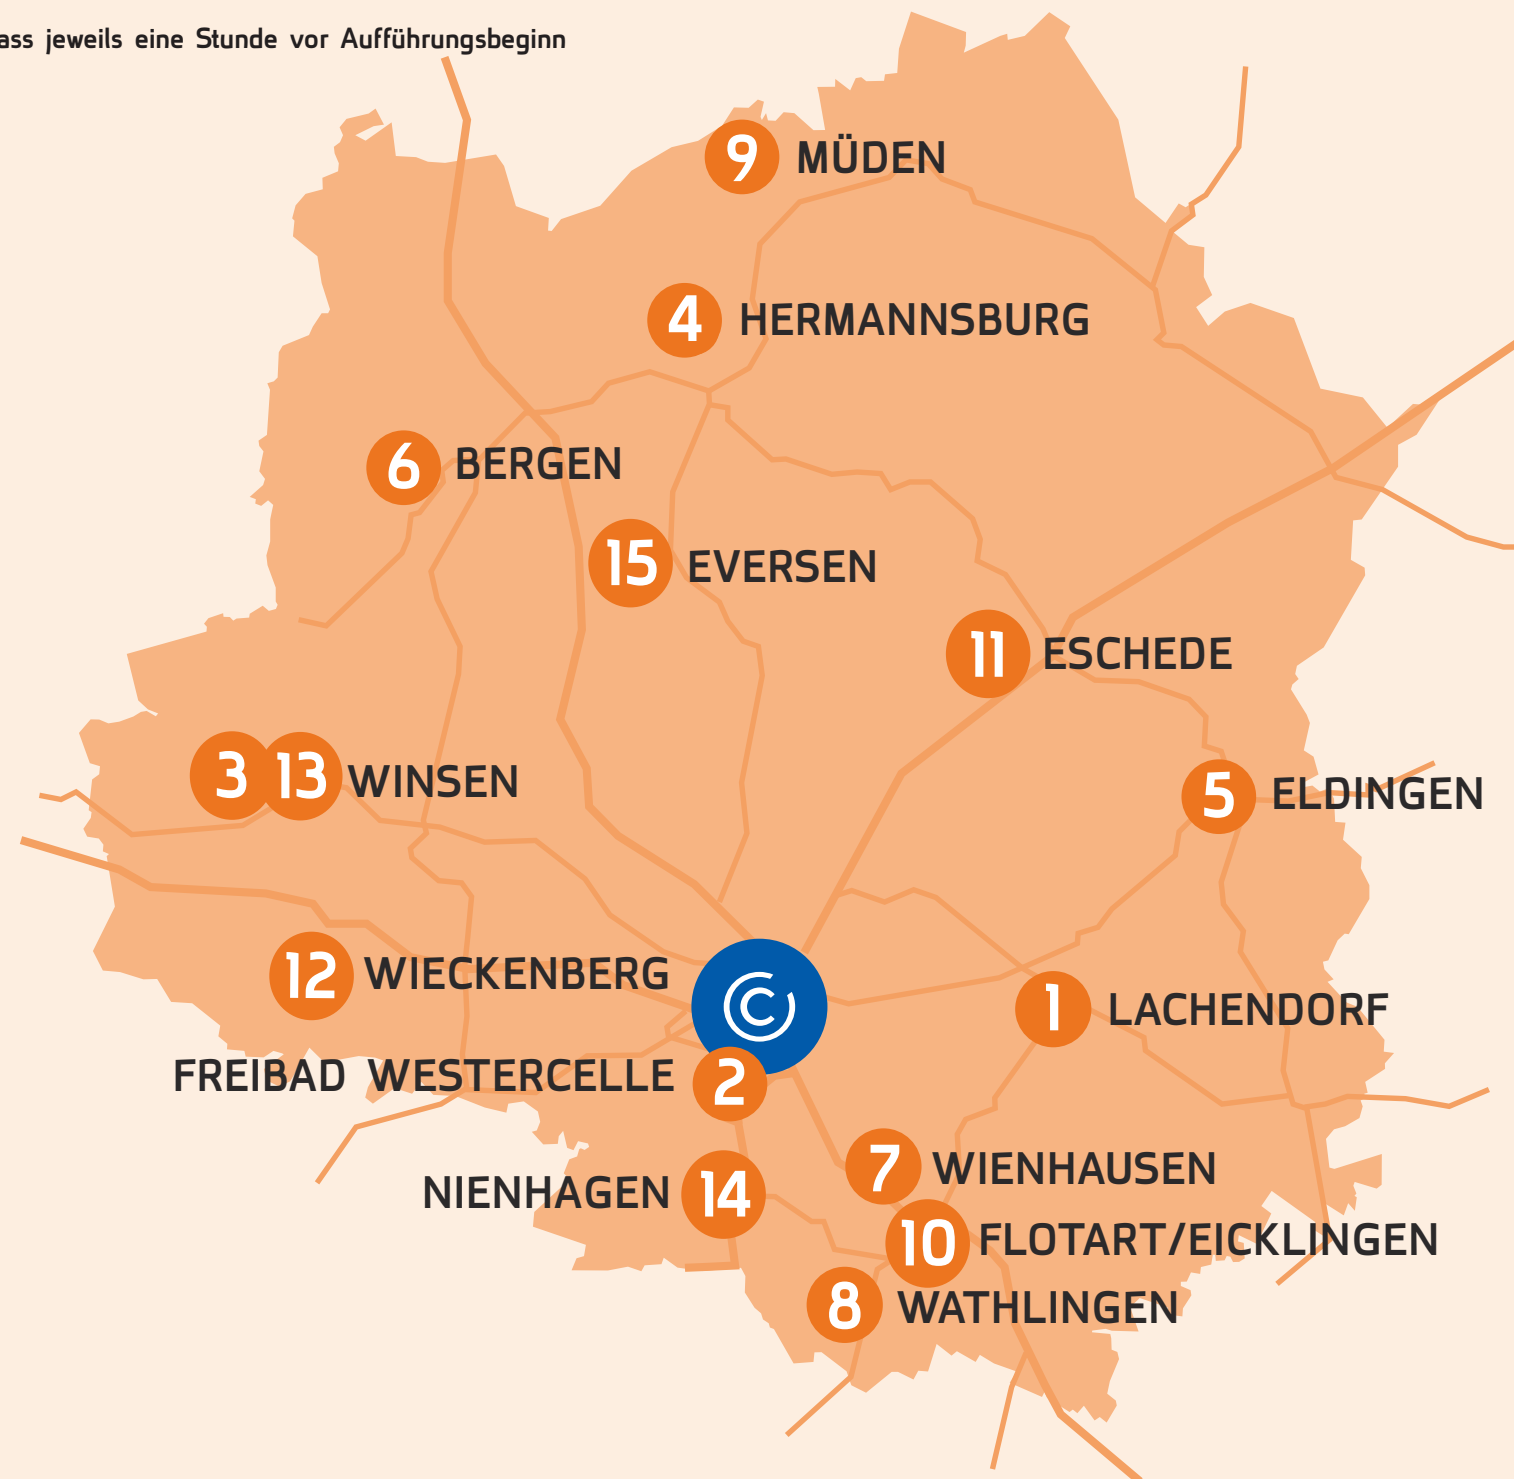 ass jeweils eine Stunde vor Aufführungsbeginn
9 MÜDEN
4 HERMANNSBURG
6 BERGEN
15 EVERSEN
11 ESCHEDE
3 13 WINSEN
5 ELDINGEN
12 WIECKENBERG
C
1 LACHENDORF
FREIBAD WESTERCELLE 2
7 WIENHAUSEN
NIENHAGEN 14
10 FLOTART/EICKLINGEN
8 WATHLINGEN